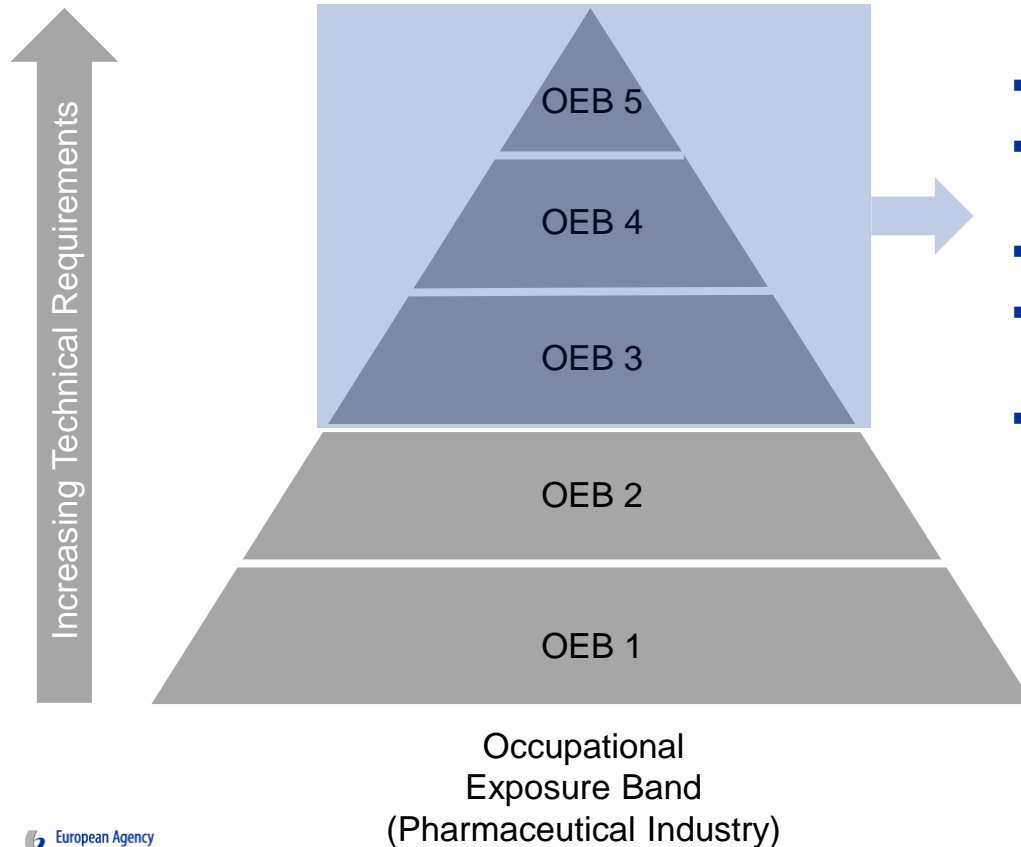 Increasing Technical Requirements
OEB 5
OEB 4
OEB 3
OEB 2
OEB 1
Occupational
Exposure Band
(Pharmaceutical Industry)
European Agency